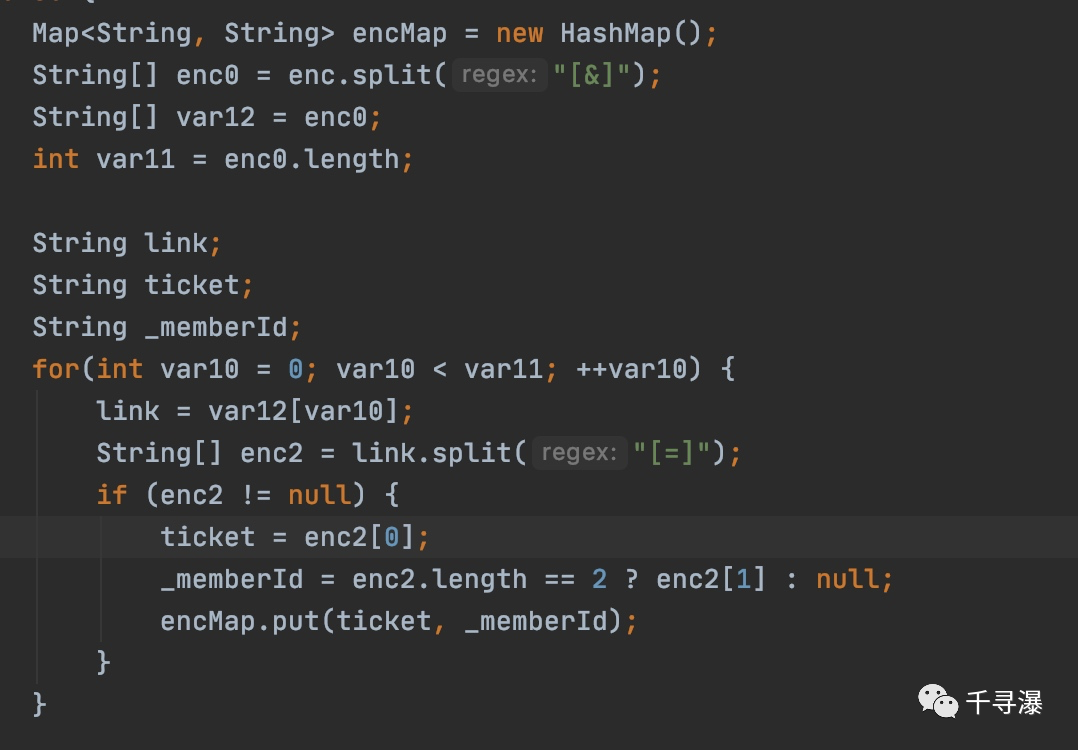 Map<String, String> encMap = new HashMap();
String[] enc0 = enc.split( regex: "[&]");
String[] var12 = enc0;
int var11 = enc0.length;
String link;
String ticket;
String _memberId;
for(int var10 = 0; var10 < var11; ++var10) {
link = var12[var10];
String[] enc2 = link.split( regex: "[=]");
if (enc2 != null) {
ticket = enc2[0];
_memberId = enc2.length == 2 ? enc2[1] : null;
encMap.put(ticket, _memberId);
}
}
千寻瀑